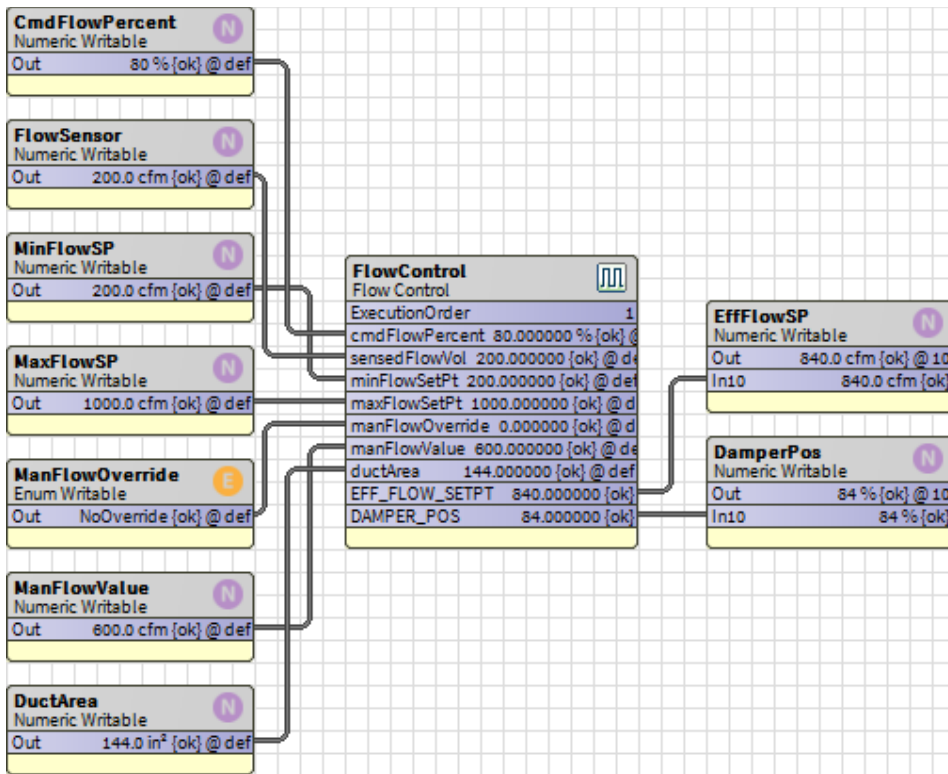 CmdFlowPercent
N
Numeric Writable
Out 80 % {ok} @ def
FlowSensor
N
Numeric Writable
Out 200.0 cfm {ok} @ def
MinFlowSP
N
Numeric Writable
Out 200.0 cfm {ok} @ def
MaxFlowSP
N
Numeric Writable
Out 1000.0 cfm {ok} @ def
ManFlowOverride
E
Enum Writable
Out NoOverride {ok} @ def
ManFlowValue
N
Numeric Writable
Out 600.0 cfm {ok} @ def
DuctArea
N
Numeric Writable
Out 144.0 in² {ok} @ def
FlowControl
Flow Control
ExecutionOrder 1
cmdFlowPercent 80.000000 % {ok} @
sensedFlowVol 200.000000 {ok} @ de
minFlowSetPt 200.000000 {ok} @ def
maxFlowSetPt 1000.000000 {ok} @ d
manFlowOverride 0.000000 {ok} @ d
manFlowValue 600.000000 {ok} @ de
ductArea 144.000000 {ok} @ def
EFF_FLOW_SETPT 840.000000 {ok}
DAMPER_POS 84.000000 {ok}
EffFlowSP
N
Numeric Writable
Out 840.0 cfm {ok} @ 10
In10 840.0 cfm {ok}
DamperPos
N
Numeric Writable
Out 84 % {ok} @ 10
In10 84 % {ok}